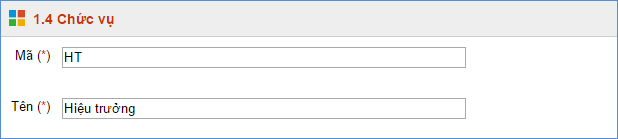 1.4 Chức vụ
Mã (*) HT
Tên (*) Hiệu trưởng